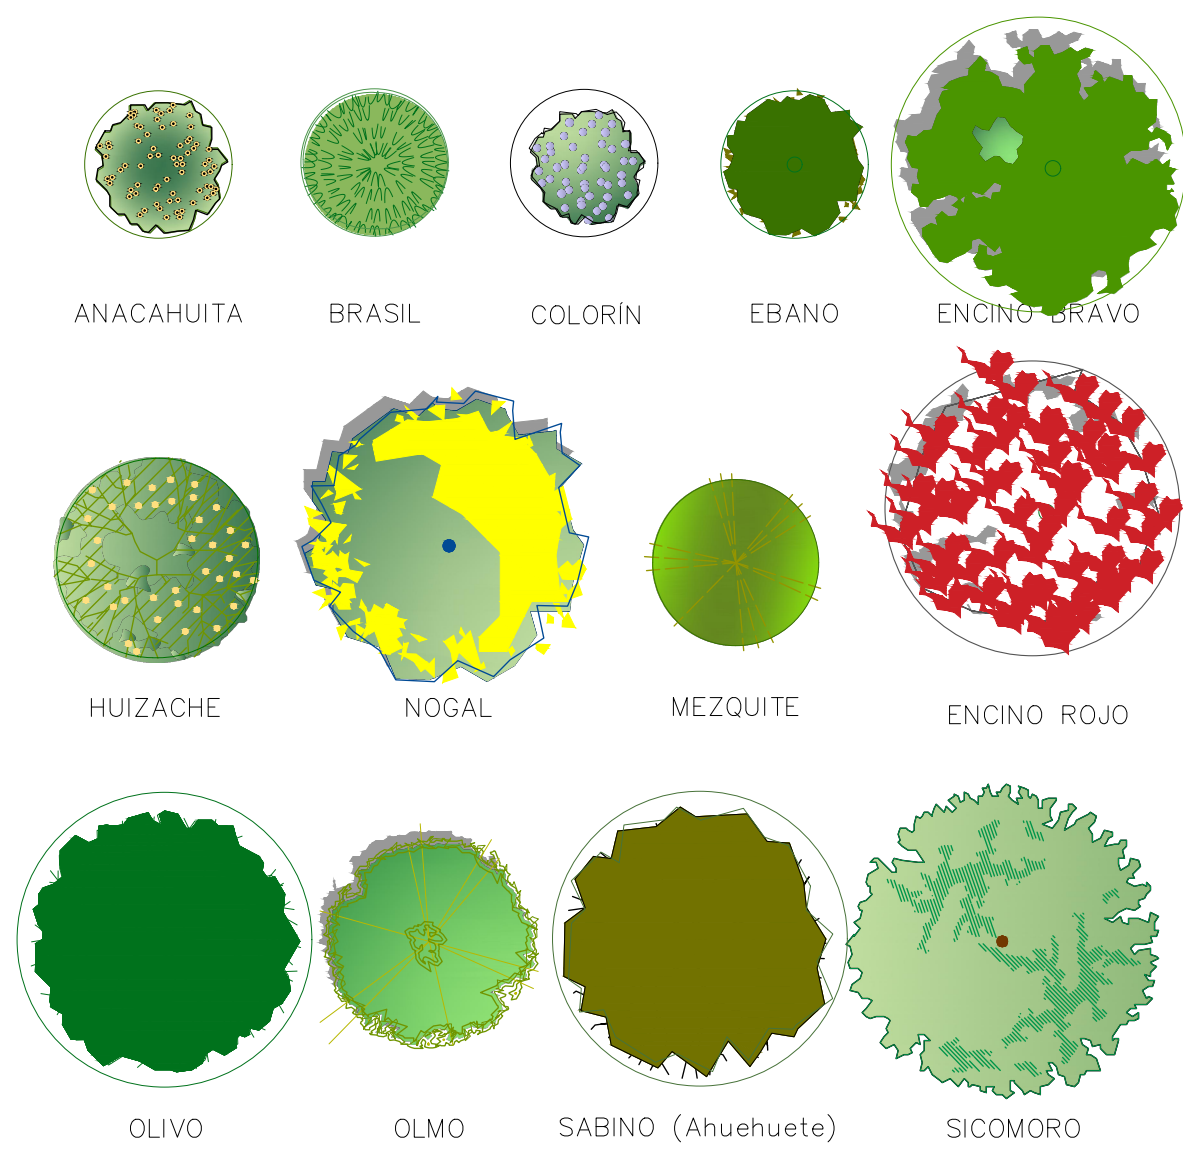 ANACAHUITA
BRASIL
COLORÍN
EBANO
ENCINO BRAVO
HUIZACHE
NOGAL
MEZQUITE
ENCINO ROJO
OLIVO
OLMO
SABINO (Ahuehuete)
SICOMORO